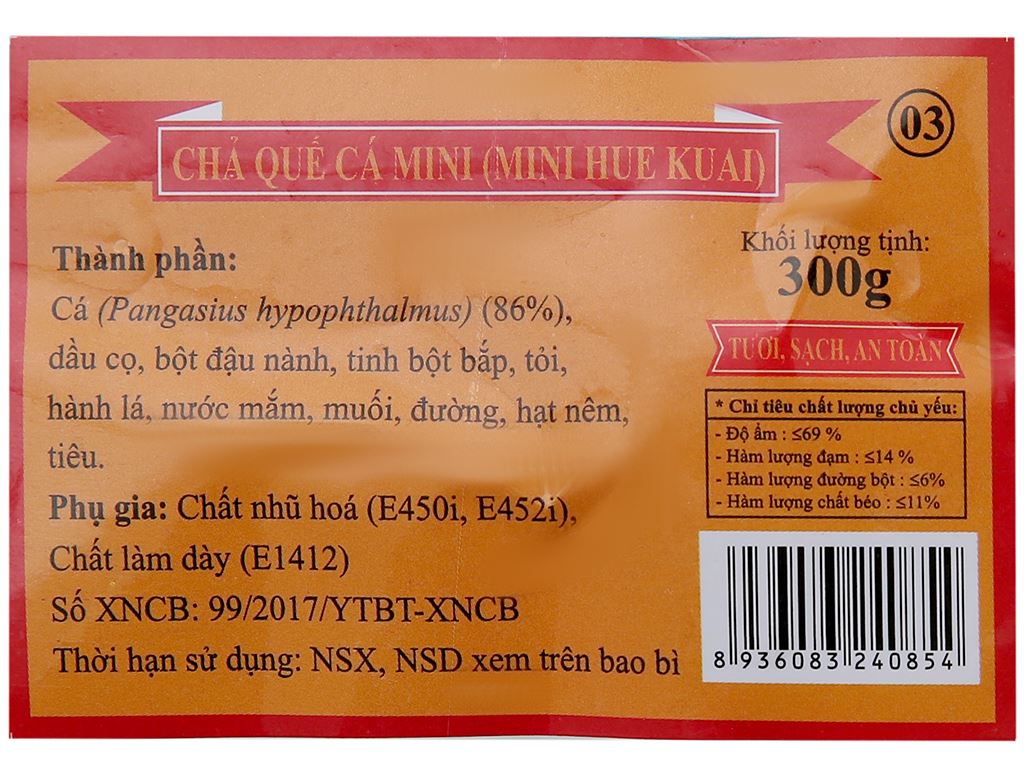 03
CHẢ QUẾ CÁ MINI (MINI HUE KUAI)
Thành phần:
Cá (Pangasius hypophthalmus) (86%),
dầu cọ, bột đậu nành, tinh bột bắp, tỏi,
hành lá, nước mắm, muối, đường, hạt nêm,
tiêu.
Phụ gia: Chất nhũ hoá (E450i, E452i),
Chất làm dày (E1412)
Số XNCB: 99/2017/YTBT-XNCB
Thời hạn sử dụng: NSX, NSD xem trên bao bì
Khối lượng tịnh:
300g
TƯƠI, SẠCH, AN TOÀN
* Chỉ tiêu chất lượng chủ yếu:
- Độ ẩm : ≤69 %
- Hàm lượng đạm : ≤14 %
- Hàm lượng đường bột : ≤6%
- Hàm lượng chất béo : ≤11%
8 936083 240854